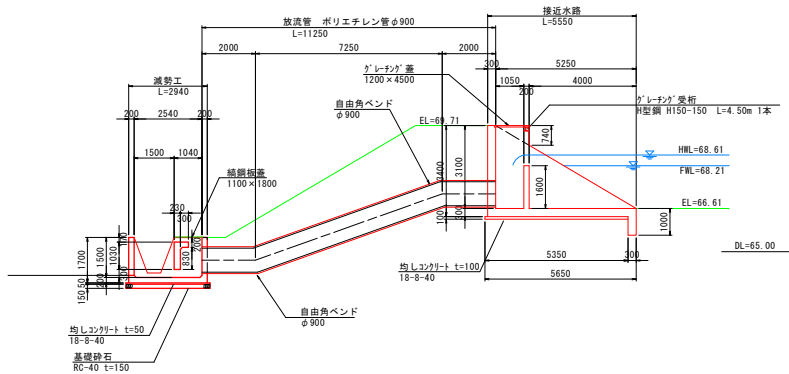 接近水路
L=5550
放流管　ポリエチレン管φ900
L=11250
2000
7250
2000
300
5250
1050
4000
200
グレーチング蓋
1200×4500
グレーチング受桁
H型鋼 H150-150　L=4.50m 1本
減勢工
L=2940
200
2540
200
1500
1040
自由角ベンド
φ900
EL=69.71
740
HWL=68.61
FWL=68.21
3400
3100
縞鋼板蓋
1100×1800
1600
230
300
EL=66.61
100
300
1000
200
1700
1500
1030
830
DL=65.00
均しコンクリート t=100
18-8-40
5350
300
5650
300
200
50
150
自由角ベンド
φ900
均しコンクリート t=50
18-8-40
基礎砕石
RC-40 t=150